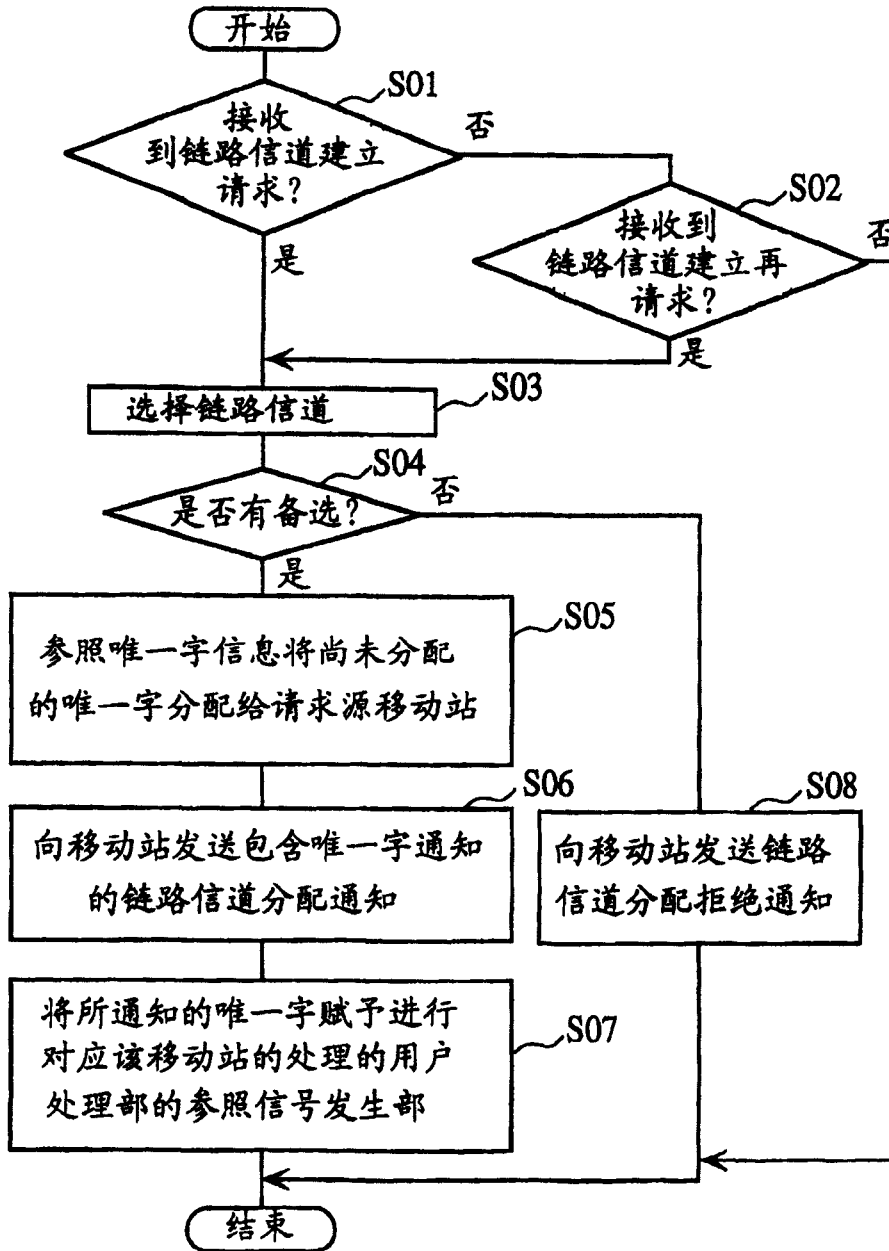 开始
S01
接收
到链路信道建立
请求?
否
是
S02
接收到
链路信道建立再
请求?
否
是
S03
选择链路信道
S04
是否有备选?
否
是
S05
参照唯一字信息将尚未分配
的唯一字分配给请求源移动站
S06
向移动站发送包含唯一字通知
的链路信道分配通知
S08
向移动站发送链路
信道分配拒绝通知
S07
将所通知的唯一字赋予进行
对应该移动站的处理的用户
处理部的参照信号发生部
结束